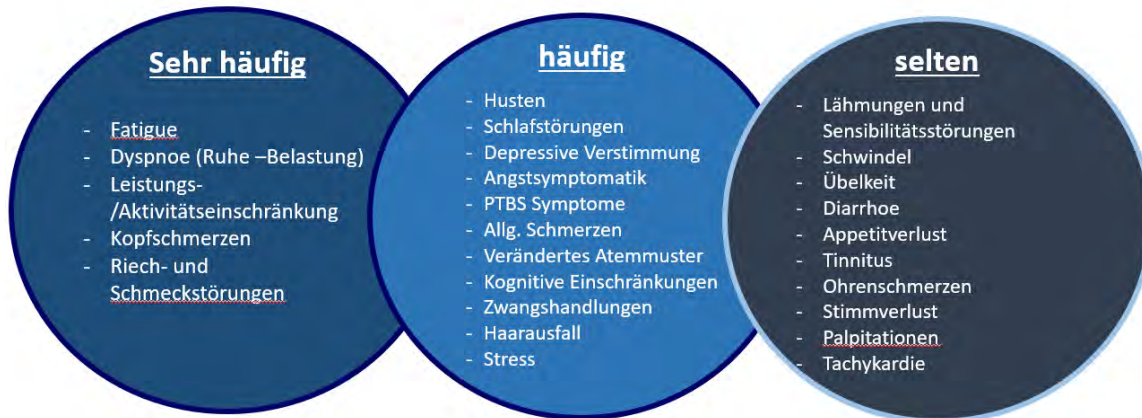 Sehr häufig
- Fatigue
- Dyspnoe (Ruhe –Belastung)
- Leistungs-
/Aktivitätseinschränkung
- Kopfschmerzen
- Riech- und
Schmeckstörungen
häufig
- Husten
- Schlafstörungen
- Depressive Verstimmung
- Angstsymptomatik
- PTBS Symptome
- Allg. Schmerzen
- Verändertes Atemmuster
- Kognitive Einschränkungen
- Zwangshandlungen
- Haarausfall
- Stress
selten
- Lähmungen und
Sensibilitätsstörungen
- Schwindel
- Übelkeit
- Diarrhoe
- Appetitverlust
- Tinnitus
- Ohrenschmerzen
- Stimmverlust
- Palpitationen
- Tachykardie